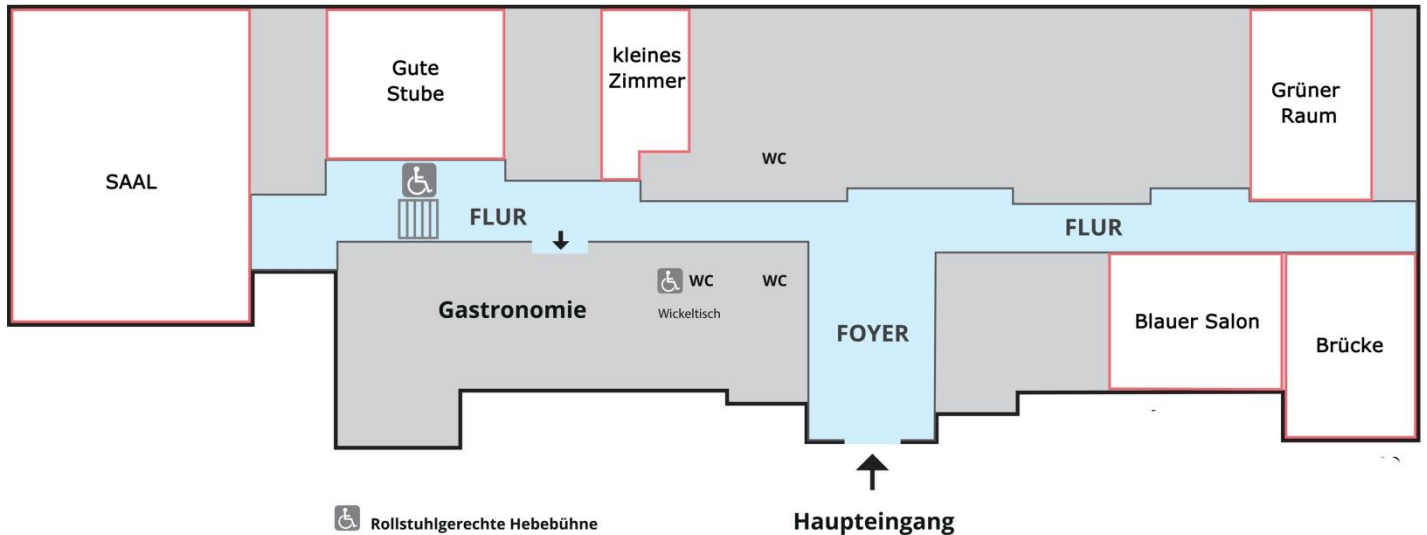 SAAL
Gute
Stube
kleines
Zimmer
WC
Grüner
Raum
FLUR
FLUR
Gastronomie
WC
WC
Wickeltisch
FOYER
Blauer Salon
Brücke
Rollstuhlgerechte Hebebühne
Haupteingang